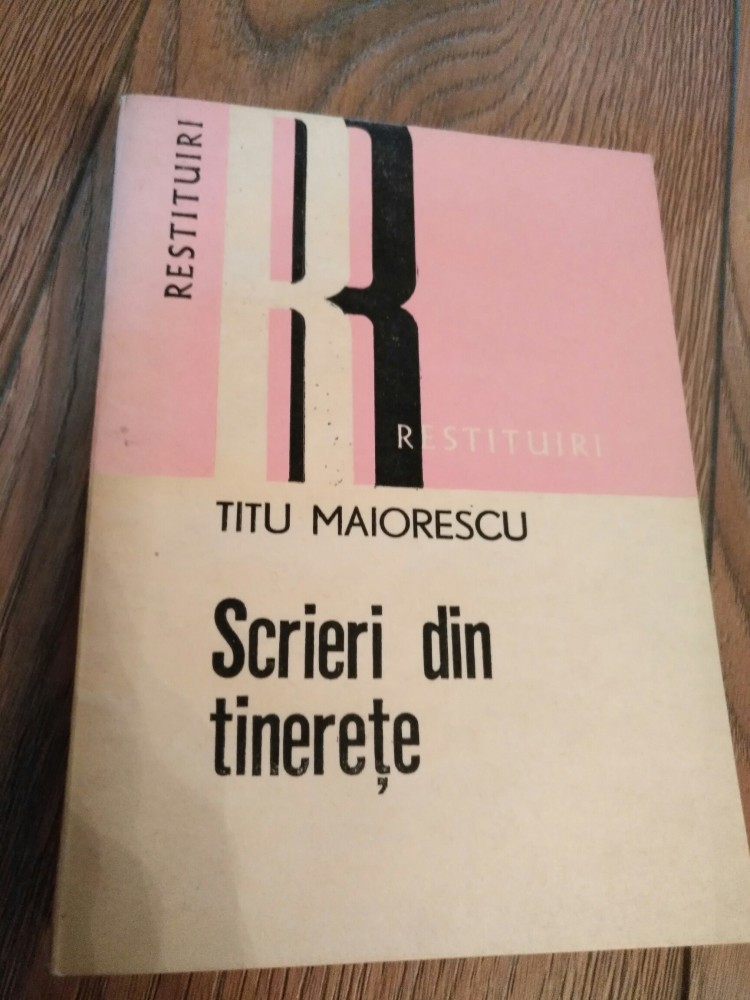 RESTITUIRI
RESTITUIRI
TITU MAIORESCU
Scrieri din
tinerețe